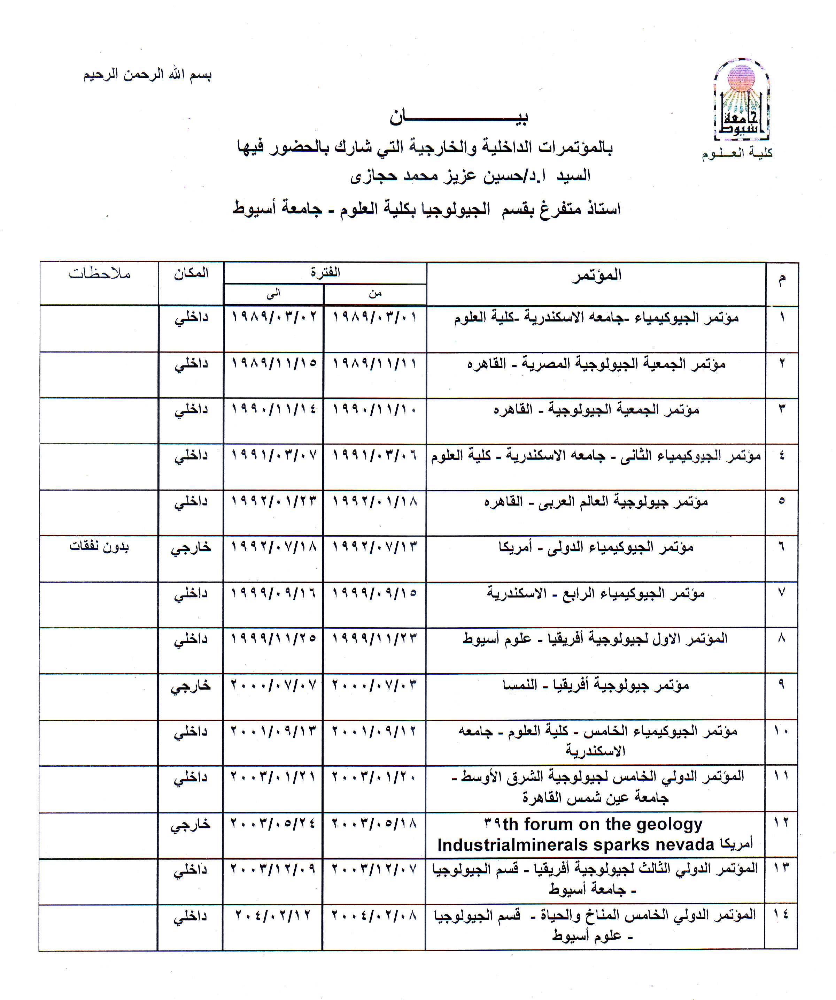 بسم الله الرحمن الرحيم
جامعة
أسيوط
كلية العلوم
بيـــــــــــان
بالمؤتمرات الداخلية والخارجية التي شارك بالحضور فيها
السيد ا.د/حسين عزيز محمد حجازى
استاذ متفرغ بقسم الجيولوجيا بكلية العلوم - جامعة أسيوط
م المؤتمر الفترة المكان ملاحظات
من الى
١ مؤتمر الجيوكيمياء -جامعه الاسكندرية -كلية العلوم ١٩٨٩/٠٣/٠١ ١٩٨٩/٠٣/٠٢ داخلي
٢ مؤتمر الجمعية الجيولوجية المصرية - القاهره ١٩٨٩/١١/١١ ١٩٨٩/١١/١٥ داخلي
٣ مؤتمر الجمعية الجيولوجية - القاهره ١٩٩٠/١١/١٠ ١٩٩٠/١١/١٤ داخلي
٤ مؤتمر الجيوكيمياء الثانى - جامعه الاسكندرية - كلية العلوم ١٩٩١/٠٣/٠٦ ١٩٩١/٠٣/٠٧ داخلي
٥ مؤتمر جيولوجية العالم العربى - القاهره ١٩٩٢/٠١/١٨ ١٩٩٢/٠١/٢٣ داخلي
٦ مؤتمر الجيوكيمياء الدولى - أمريكا ١٩٩٢/٠٧/١٣ ١٩٩٢/٠٧/١٨ خارجي بدون نفقات
٧ مؤتمر الجيوكيمياء الرابع - الاسكندرية ١٩٩٩/٠٩/١٥ ١٩٩٩/٠٩/١٦ داخلي
٨ المؤتمر الاول لجيولوجية أفريقيا - علوم أسيوط ١٩٩٩/١١/٢٣ ١٩٩٩/١١/٢٥ داخلي
٩ مؤتمر جيولوجية أفريقيا - النمسا ٢٠٠٠/٠٧/٠٣ ٢٠٠٠/٠٧/٠٧ خارجي
١٠ مؤتمر الجيوكيمياء الخامس - كلية العلوم - جامعه ٢٠٠١/٠٩/١٢ ٢٠٠١/٠٩/١٣ داخلي
الاسكندرية
١١ المؤتمر الدولي الخامس لجيولوجية الشرق الأوسط - ٢٠٠٣/٠١/٢٠ ٢٠٠٣/٠١/٢١ داخلي
جامعة عين شمس القاهرة
١٢ ٣٩th forum on the geology ٢٠٠٣/٠٥/١٨ ٢٠٠٣/٠٥/٢٤ خارجي
Industrialminerals sparks nevada أمريكا
١٣ المؤتمر الدولي الثالث لجيولوجية أفريقيا - قسم الجيولوجيا ٢٠٠٣/١٢/٠٧ ٢٠٠٣/١٢/٠٩ داخلي
- جامعة أسيوط
١٤ المؤتمر الدولي الخامس المناخ والحياة - قسم الجيولوجيا ٢٠٠٤/٠٢/٠٨ ٢٠٤/٠٢/١٢ داخلي
- علوم أسيوط